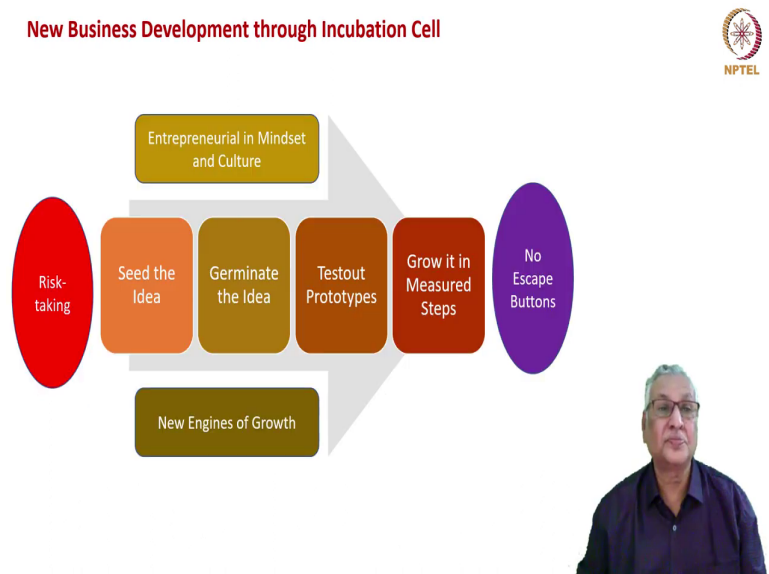 New Business Development through Incubation Cell
NPTEL
Entrepreneurial in Mindset
and Culture
Risk-
taking
Seed the
Idea
Germinate
the Idea
Testout
Prototypes
Grow it in
Measured
Steps
No
Escape
Buttons
New Engines of Growth